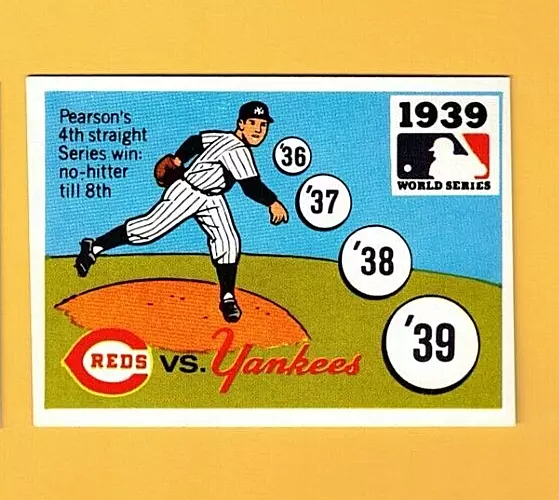 Pearson's
4th straight
Series win:
no-hitter
till 8th
NY
'36
'37
'38
'39
1939
WORLD SERIES
REDS VS. Yankees